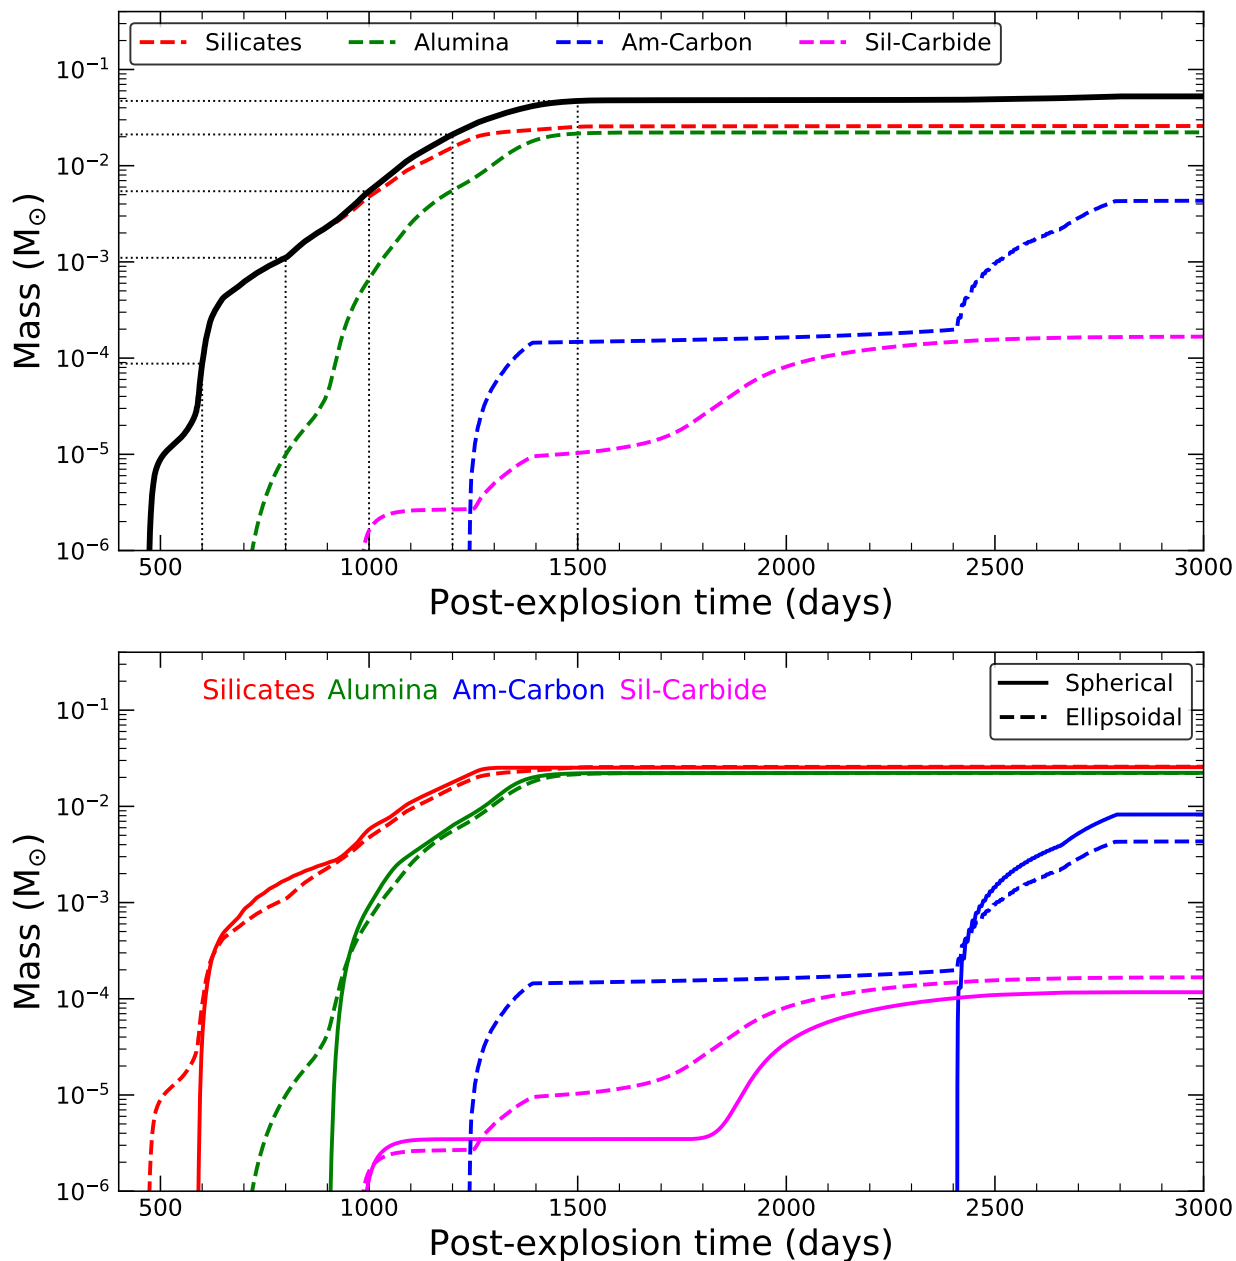 Silicates Alumina Am-Carbon Sil-Carbide
10⁻¹
10⁻²
10⁻³
10⁻⁴
10⁻⁵
10⁻⁶
Mass (M⊙)
500 1000 1500 2000 2500 3000
Post-explosion time (days)
Silicates Alumina Am-Carbon Sil-Carbide
Spherical
Ellipsoidal
10⁻¹
10⁻²
10⁻³
10⁻⁴
10⁻⁵
10⁻⁶
Mass (M⊙)
500 1000 1500 2000 2500 3000
Post-explosion time (days)